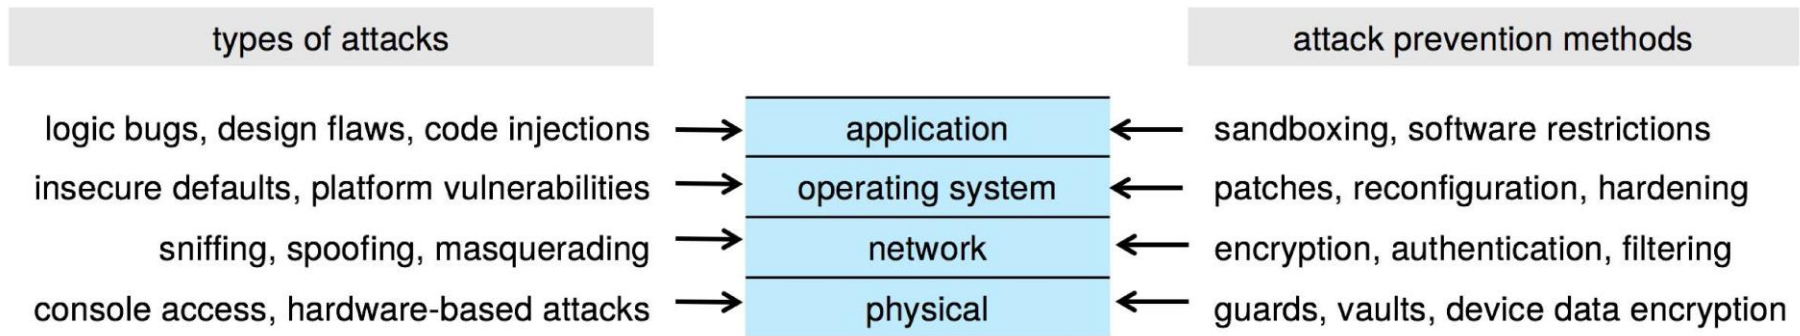 types of attacks
attack prevention methods
logic bugs, design flaws, code injections application sandboxing, software restrictions
insecure defaults, platform vulnerabilities operating system patches, reconfiguration, hardening
sniffing, spoofing, masquerading network encryption, authentication, filtering
console access, hardware-based attacks physical guards, vaults, device data encryption